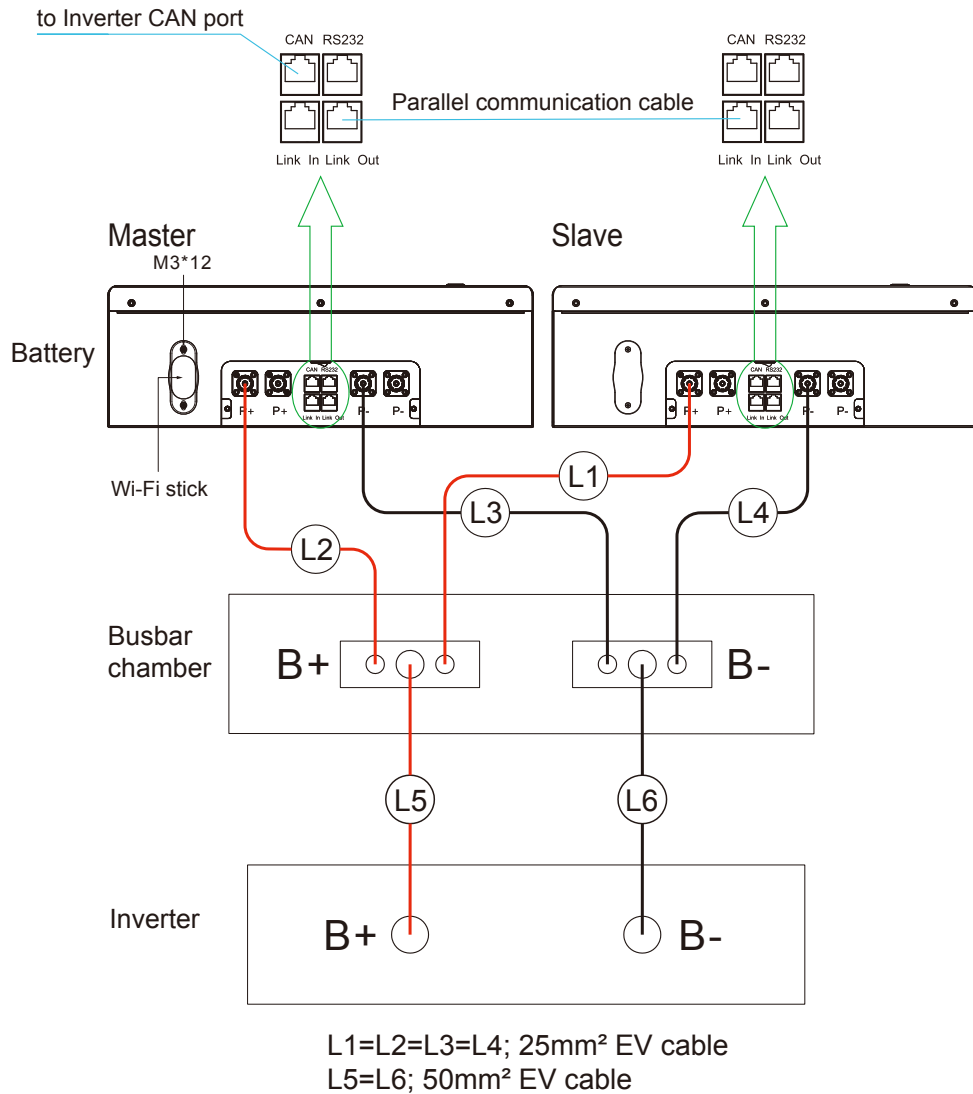 to Inverter CAN port
CAN RS232
CAN RS232
Parallel communication cable
Link In Link Out
Link In Link Out
Master
Slave
M3*12
Battery
CAN RS232
CAN RS232
P+ P+ Link In Link Out P- P-
P+ P+ Link In Link Out P- P-
Wi-Fi stick
L1
L3
L4
L2
Busbar
chamber
B+
B-
L5
L6
Inverter
B+
B-
L1=L2=L3=L4; 25mm² EV cable
L5=L6; 50mm² EV cable